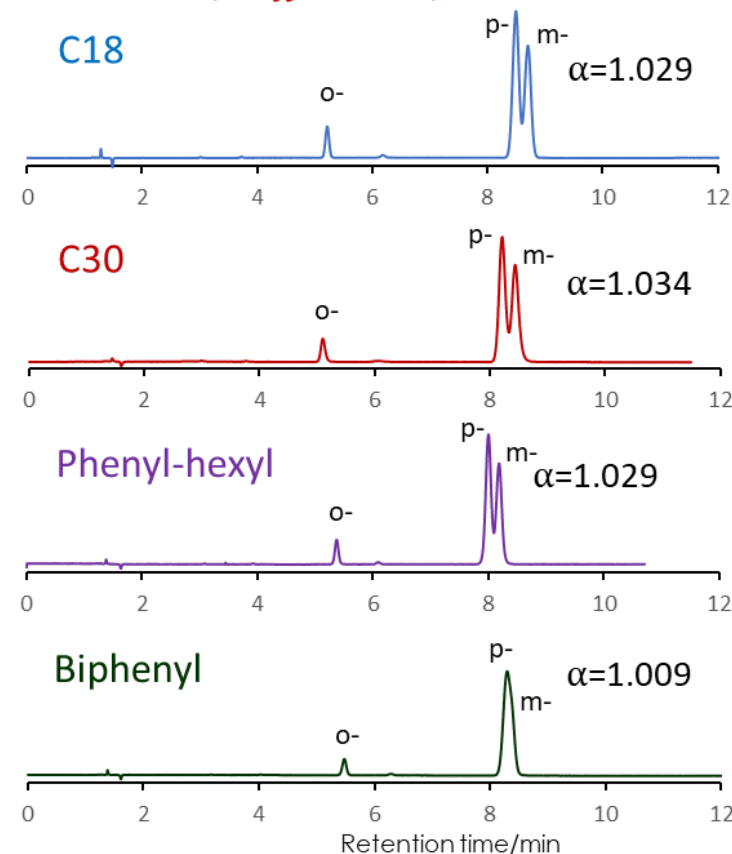 C18
o-
p-
m-
α=1.029
0 2 4 6 8 10 12
C30
o-
p-
m-
α=1.034
0 2 4 6 8 10 12
Phenyl-hexyl
o-
p-
m-
α=1.029
0 2 4 6 8 10 12
Biphenyl
o-
p-
m-
α=1.009
0 2 4 6 8 10 12
Retention time/min